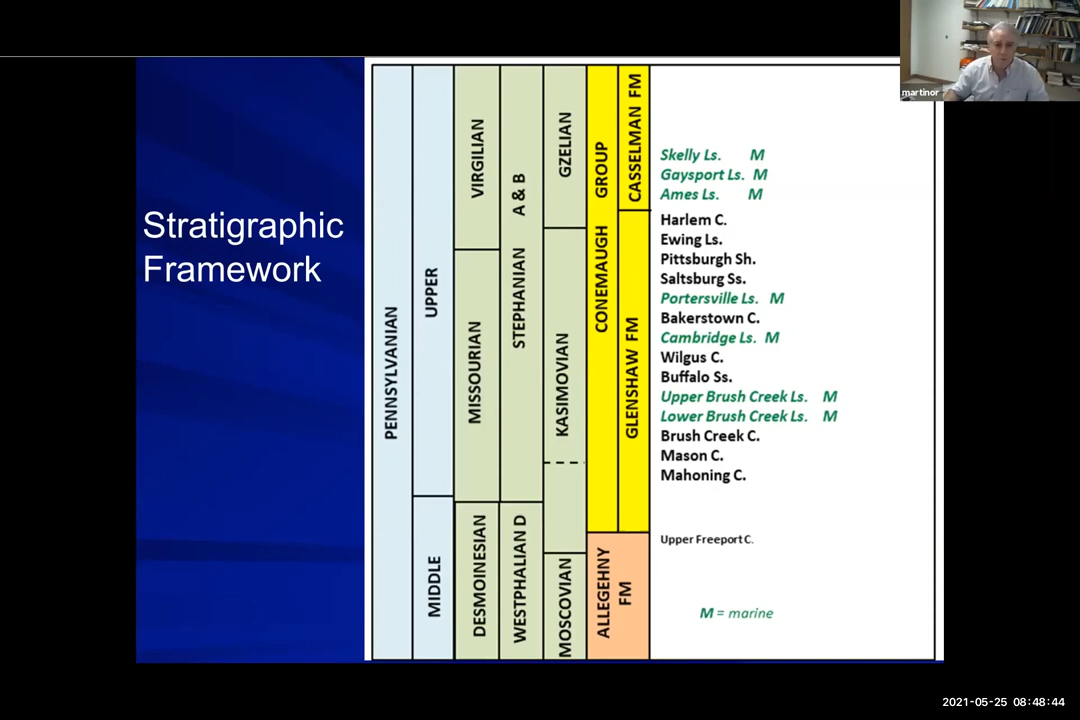 martinor
Stratigraphic
Framework
PENNSYLVANIAN
UPPER
MIDDLE
VIRGILIAN
MISSOURIAN
DESMOINESIAN
STEPHANIAN A & B
WESTPHALIAN D
GZELIAN
KASIMOVIAN
MOSCOVIAN
CONEMAUGH GROUP
CASSELMAN FM
GLENSHAW FM
ALLEGEHNY
FM
Skelly Ls. M
Gaysport Ls. M
Ames Ls. M
Harlem C.
Ewing Ls.
Pittsburgh Sh.
Saltsburg Ss.
Portersville Ls. M
Bakerstown C.
Cambridge Ls. M
Wilgus C.
Buffalo Ss.
Upper Brush Creek Ls. M
Lower Brush Creek Ls. M
Brush Creek C.
Mason C.
Mahoning C.
Upper Freeport C.
M = marine
2021-05-25 08:48:44